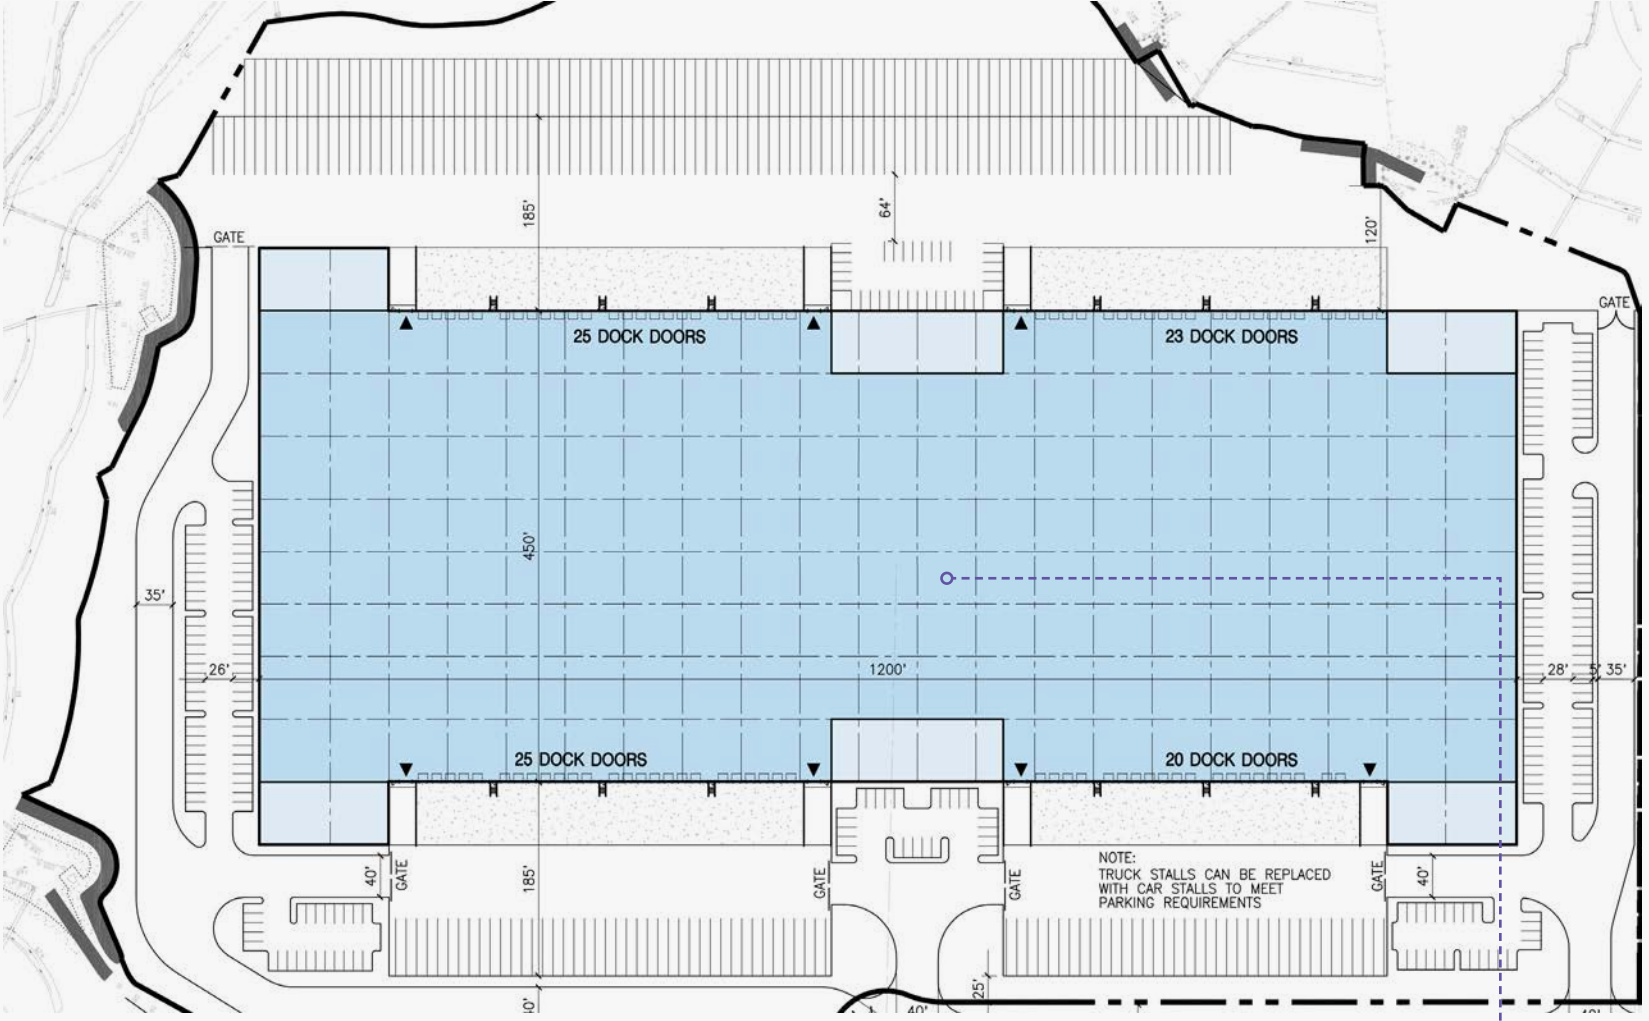 185'
64'
120'
GATE
GATE
25 DOCK DOORS
23 DOCK DOORS
450'
35'
26'
1200'
28'
5'
35'
25 DOCK DOORS
20 DOCK DOORS
40'
GATE
185'
GATE
GATE
NOTE:
TRUCK STALLS CAN BE REPLACED
WITH CAR STALLS TO MEET
PARKING REQUIREMENTS
GATE
40'
25'
40'